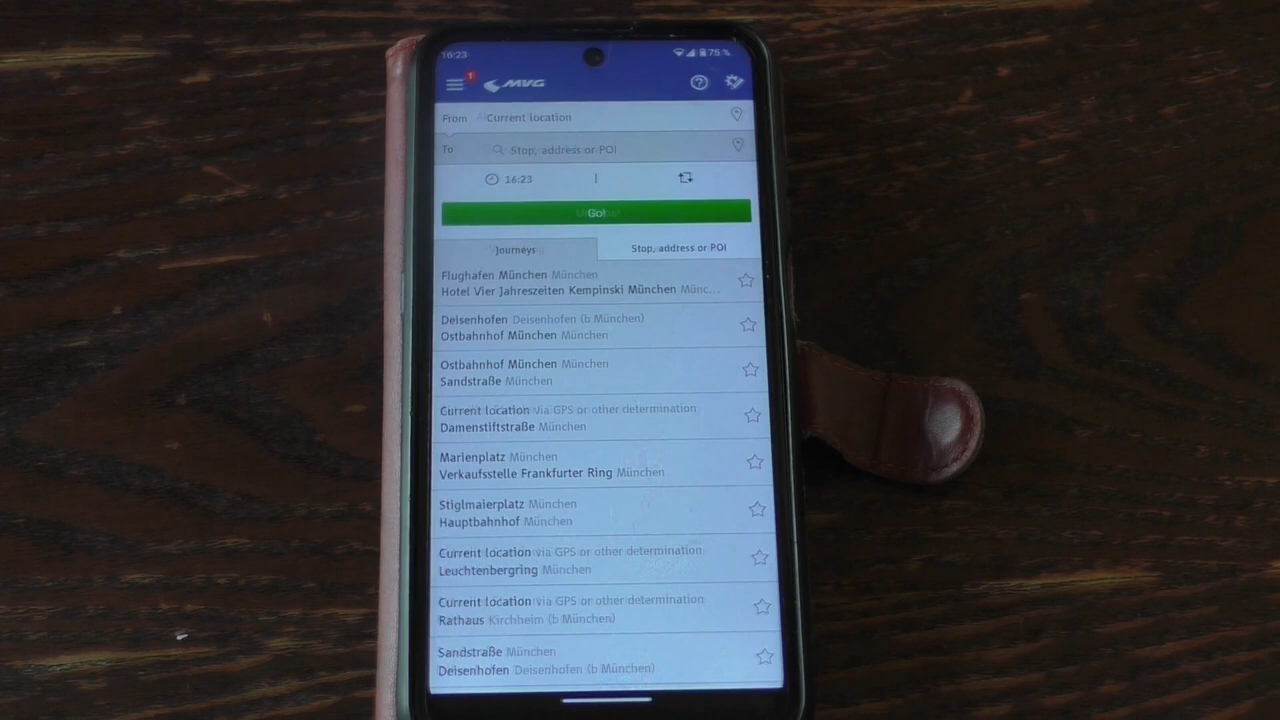 16:23
75 %
1
MVG
From Current location
To Stop, address or POI
16:23
Go!
Journeys
Stop, address or POI
Flughafen München München
Hotel Vier Jahreszeiten Kempinski München Münc...
Deisenhofen Deisenhofen (b München)
Ostbahnhof München München
Ostbahnhof München München
Sandstraße München
Current location via GPS or other determination
Damenstiftstraße München
Marienplatz München
Verkaufsstelle Frankfurter Ring München
Stiglmaierplatz München
Hauptbahnhof München
Current location via GPS or other determination
Leuchtenbergring München
Current location via GPS or other determination
Rathaus Kirchheim (b München)
Sandstraße München
Deisenhofen Deisenhofen (b München)